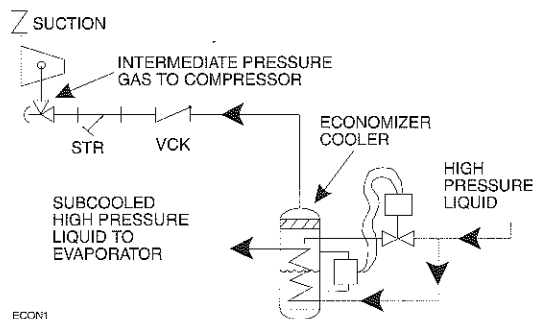 SUCTION
INTERMEDIATE PRESSURE
GAS TO COMPRESSOR
STR
VCK
ECONOMIZER
COOLER
HIGH
PRESSURE
LIQUID
SUBCOOLED
HIGH PRESSURE
LIQUID TO
EVAPORATOR
ECON1